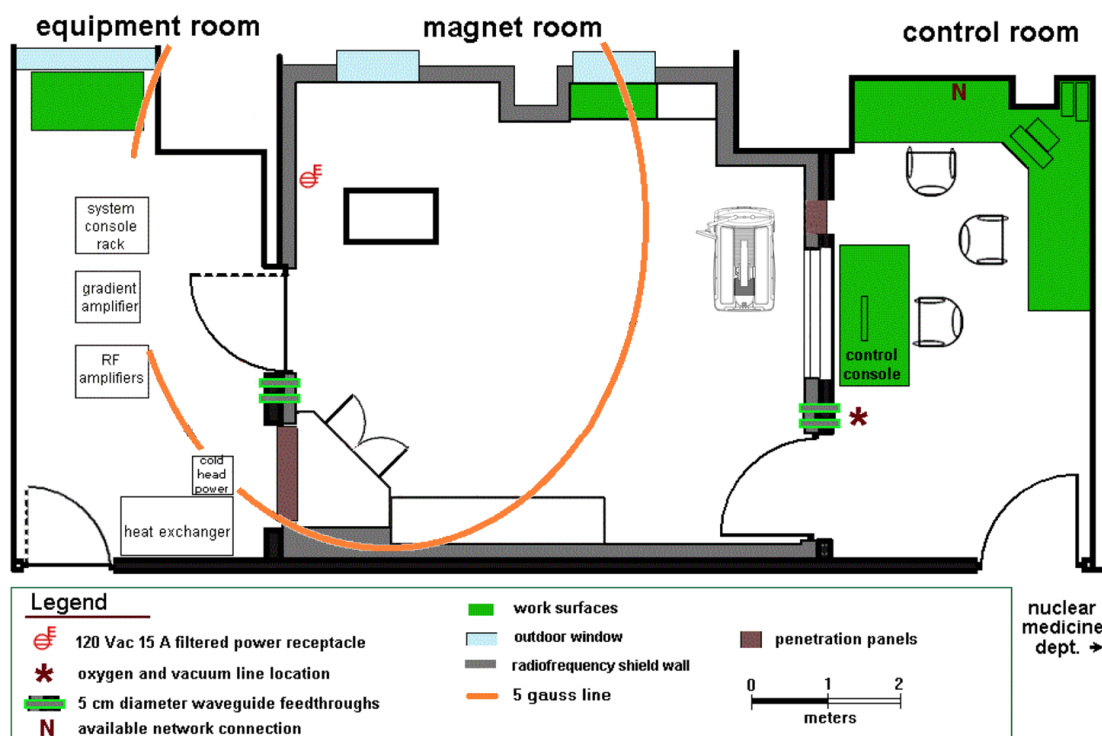 equipment room
magnet room
control room
N
system
console
rack
gradient
amplifier
RF
amplifiers
control
console
*
cold
head
power
heat exchanger
Legend
120 Vac 15 A filtered power receptacle
* oxygen and vacuum line location
5 cm diameter waveguide feedthroughs
N available network connection
work surfaces
outdoor window
radiofrequency shield wall
5 gauss line
penetration panels
0 1 2
meters
nuclear
medicine
dept. →